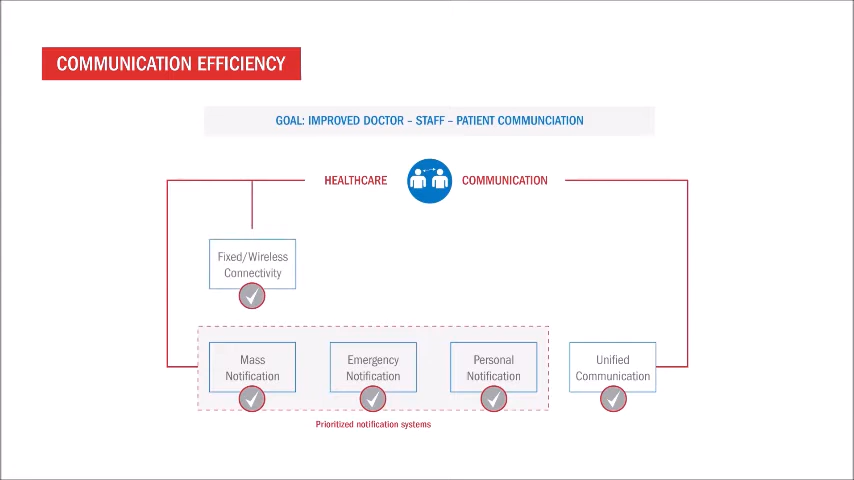 COMMUNICATION EFFICIENCY
GOAL: IMPROVED DOCTOR – STAFF – PATIENT COMMUNCIATION
HEALTHCARE COMMUNICATION
Fixed/Wireless
Connectivity
Mass
Notification
Emergency
Notification
Personal
Notification
Unified
Communication
Prioritized notification systems